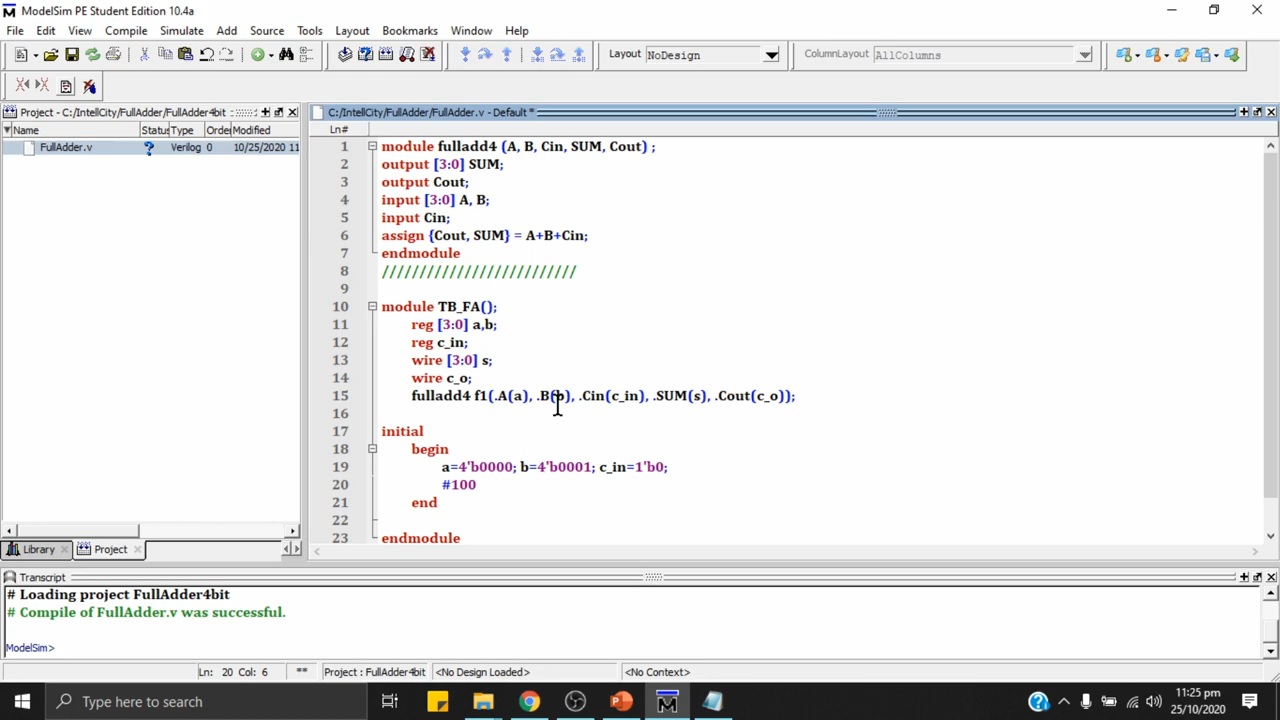 ModelSim PE Student Edition 10.4a
File Edit View Compile Simulate Add Source Tools Layout Bookmarks Window Help
Layout NoDesign ColumnLayout AllColumns
Project - C:/IntellCity/FullAdder/FullAdder4bit
Name Status Type Order Modified
FullAdder.v ? Verilog 0 10/25/2020 11
C:/IntellCity/FullAdder/FullAdder.v - Default *
Ln#
1 module fulladd4 (A, B, Cin, SUM, Cout) ;
2 output [3:0] SUM;
3 output Cout;
4 input [3:0] A, B;
5 input Cin;
6 assign {Cout, SUM} = A+B+Cin;
7 endmodule
8 //////////////////////////
9
10 module TB_FA();
11 reg [3:0] a,b;
12 reg c_in;
13 wire [3:0] s;
14 wire c_o;
15 fulladd4 f1(.A(a), .B(b), .Cin(c_in), .SUM(s), .Cout(c_o));
16
17 initial
18 begin
19 a=4'b0000; b=4'b0001; c_in=1'b0;
20 #100
21 end
22
23 endmodule
Library Project
Transcript
# Loading project FullAdder4bit
# Compile of FullAdder.v was successful.
ModelSim>
Ln: 20 Col: 6 ** Project : FullAdder4bit <No Design Loaded> <No Context>
Type here to search
11:25 pm
25/10/2020